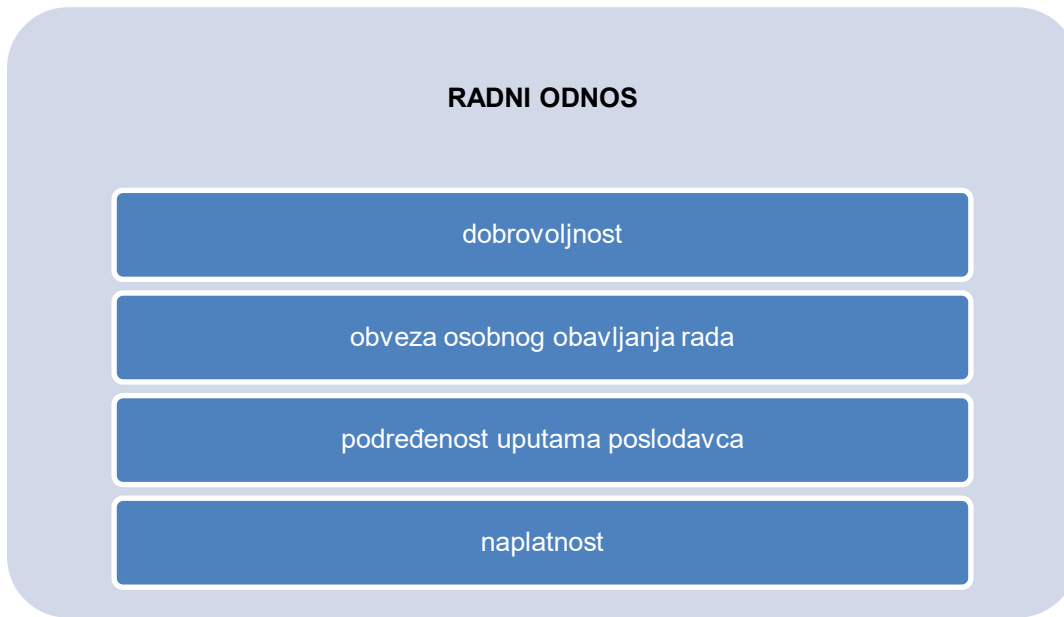 RADNI ODNOS
dobrovoljnost
obveza osobnog obavljanja rada
podređenost uputama poslodavca
naplatnost